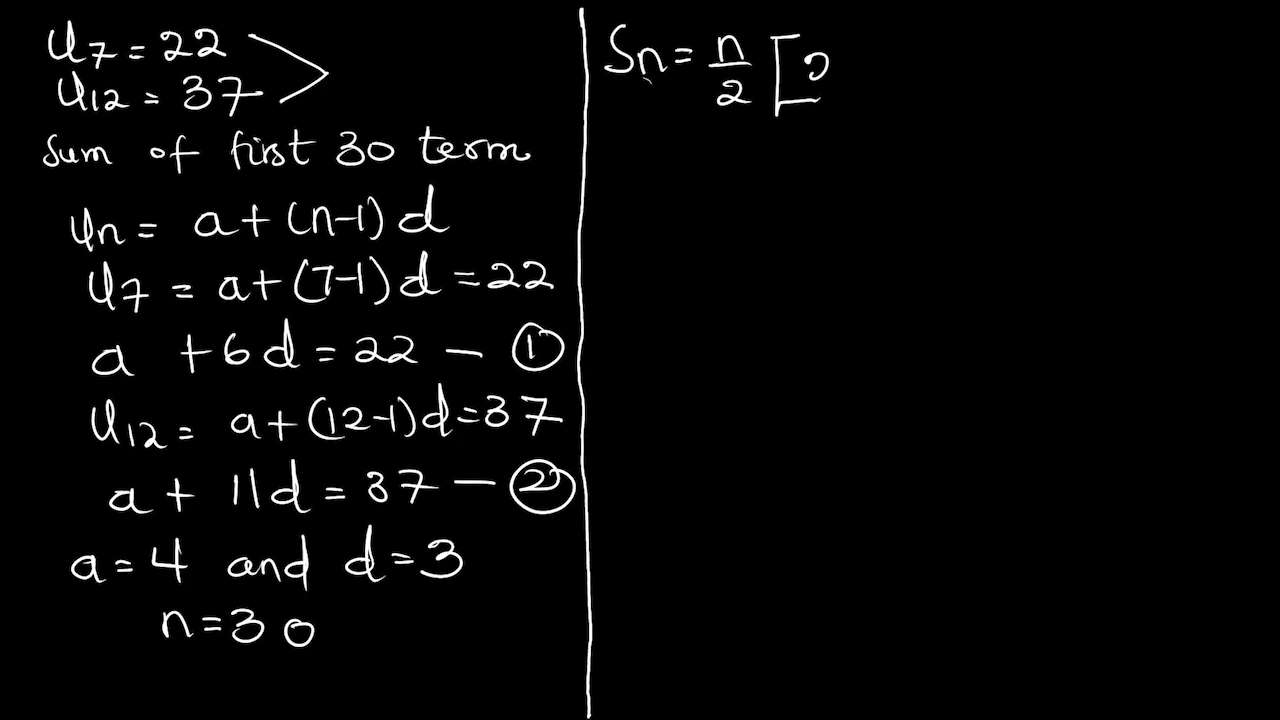 U7 = 22
U12 = 37
Sum of first 30 term
Un = a + (n-1) d
U7 = a + (7-1) d = 22
a + 6d = 22 - ①
U12 = a + (12-1) d = 37
a + 11d = 37 - ②
a = 4 and d = 3
n = 30
Sn = n/2 [2